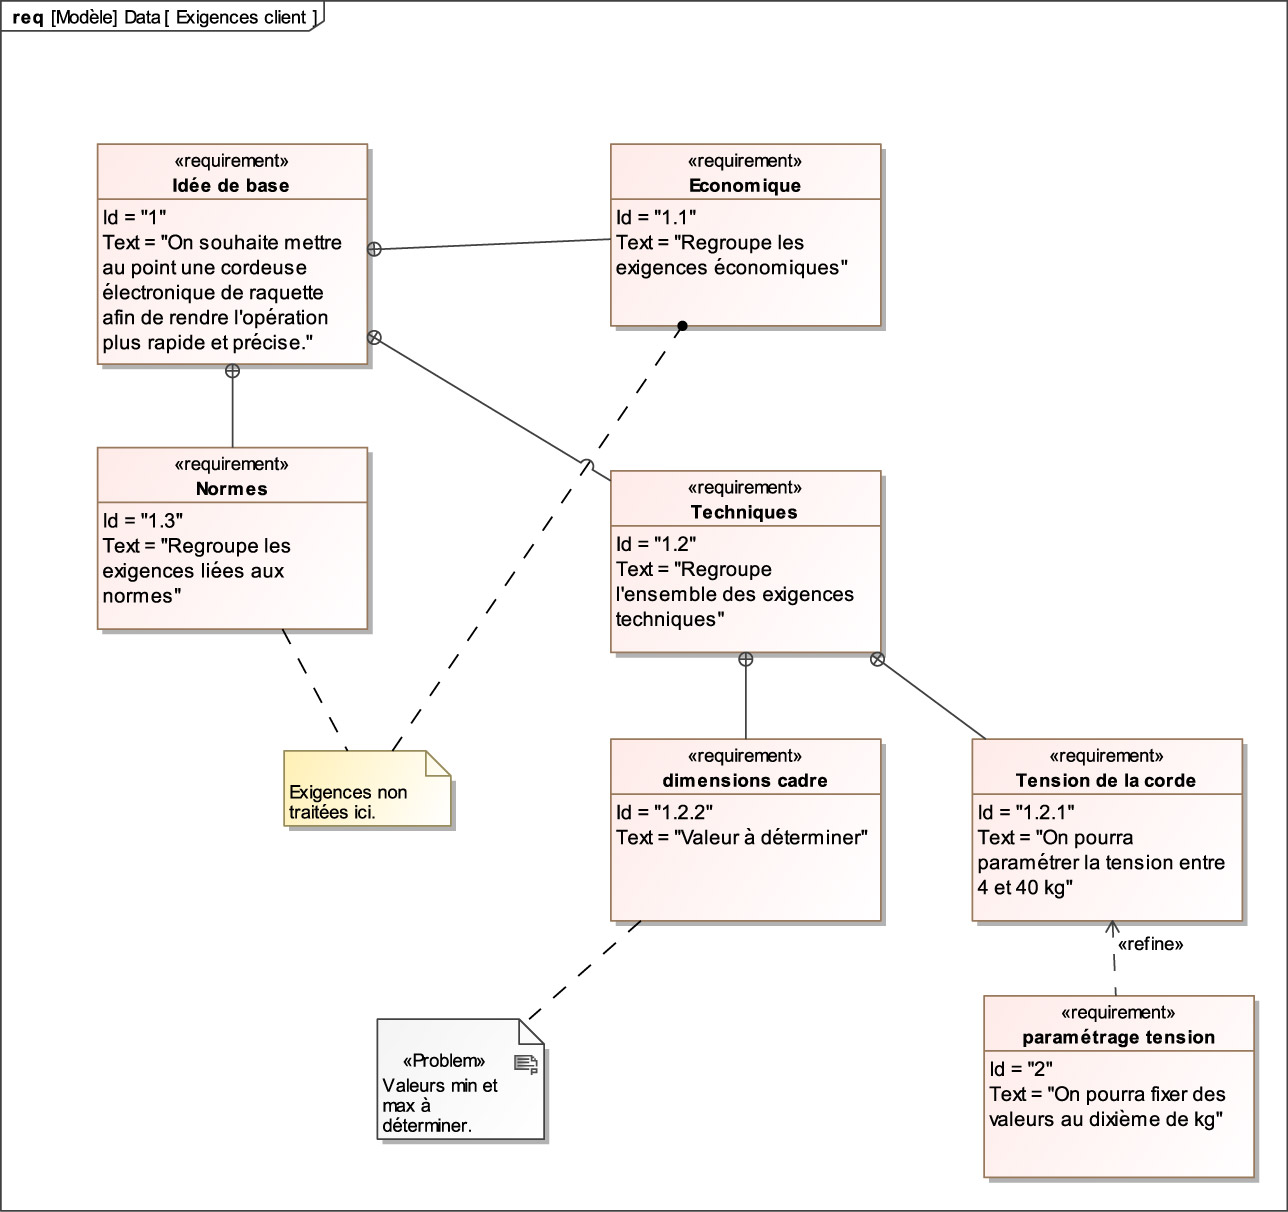 req [Modèle] Data [ Exigences client ]
«requirement»
Idée de base
Id = "1"
Text = "On souhaite mettre
au point une cordeuse
électronique de raquette
afin de rendre l'opération
plus rapide et précise."
«requirement»
Economique
Id = "1.1"
Text = "Regroupe les
exigences économiques"
«requirement»
Normes
Id = "1.3"
Text = "Regroupe les
exigences liées aux
normes"
«requirement»
Techniques
Id = "1.2"
Text = "Regroupe
l'ensemble des exigences
techniques"
Exigences non
traitées ici.
«requirement»
dimensions cadre
Id = "1.2.2"
Text = "Valeur à déterminer"
«requirement»
Tension de la corde
Id = "1.2.1"
Text = "On pourra
paramétrer la tension entre
4 et 40 kg"
«refine»
«Problem»
Valeurs min et
max à
déterminer.
«requirement»
paramétrage tension
Id = "2"
Text = "On pourra fixer des
valeurs au dixième de kg"